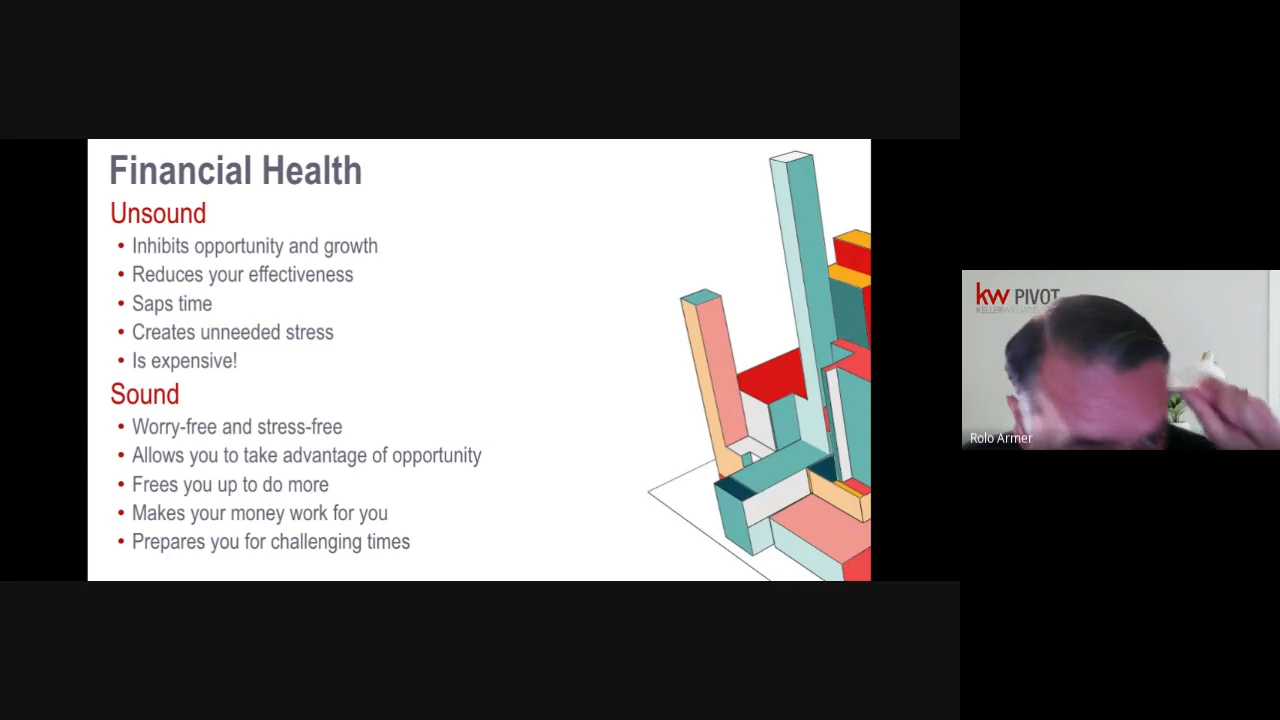 Financial Health
Unsound
• Inhibits opportunity and growth
• Reduces your effectiveness
• Saps time
• Creates unneeded stress
• Is expensive!
Sound
• Worry-free and stress-free
• Allows you to take advantage of opportunity
• Frees you up to do more
• Makes your money work for you
• Prepares you for challenging times
kw PIVOT
KELLERWILLIAMS
Rolo Armer